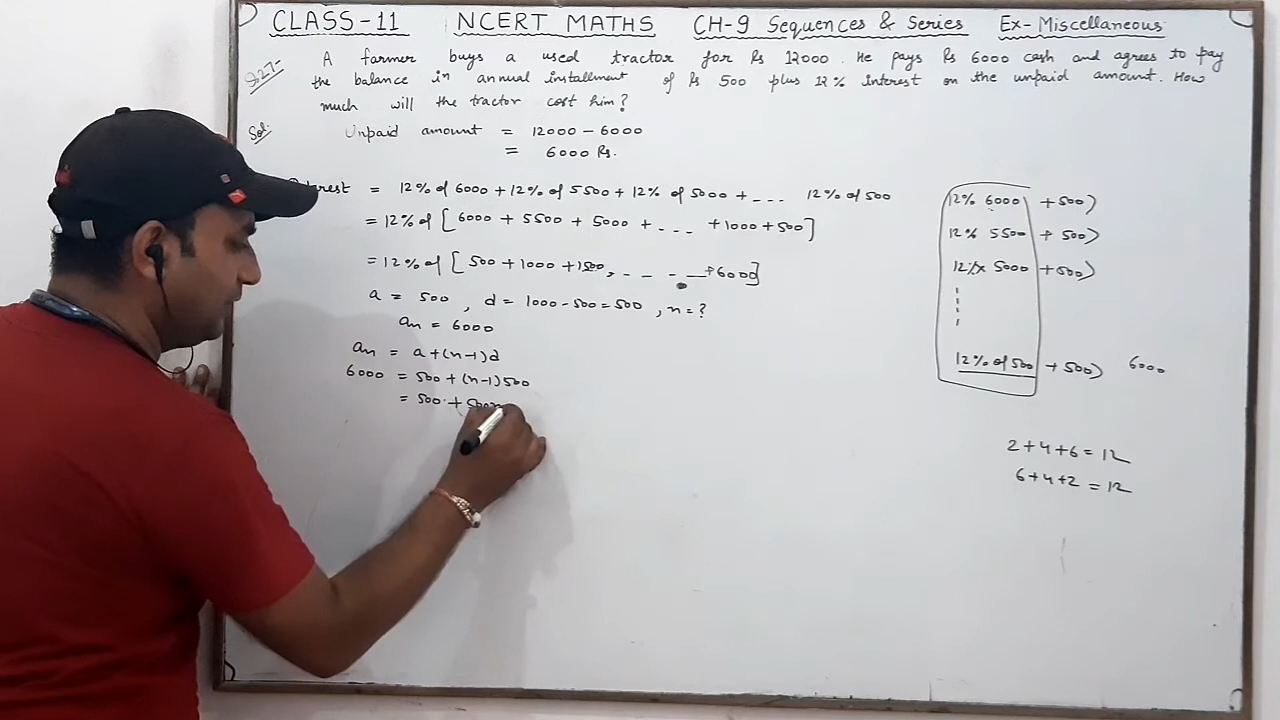 CLASS-11 NCERT MATHS CH-9 Sequences & Series Ex- Miscellaneous
Q.27- A farmer buys a used tractor for Rs 12000. He pays Rs 6000 cash and agrees to pay
the balance in annual installment of Rs 500 plus 12% interest on the unpaid amount. How
much will the tractor cost him?
Sol: Unpaid amount = 12000 - 6000
= 6000 Rs.
= 12% of 6000 + 12% of 5500 + 12% of 5000 + - - - 12% of 500
= 12% of [6000 + 5500 + 5000 + - - - + 1000 + 500]
= 12% of [500 + 1000 + 1500, - - - + 6000]
a = 500, d = 1000 - 500 = 500, n = ?
an = 6000
an = a + (n-1)d
6000 = 500 + (n-1)500
= 500 +
12% 6000 + 500)
12% 5500 + 500)
12% 5000 + 500)
12% of 500 + 500) 6000
2 + 4 + 6 = 12
6 + 4 + 2 = 12